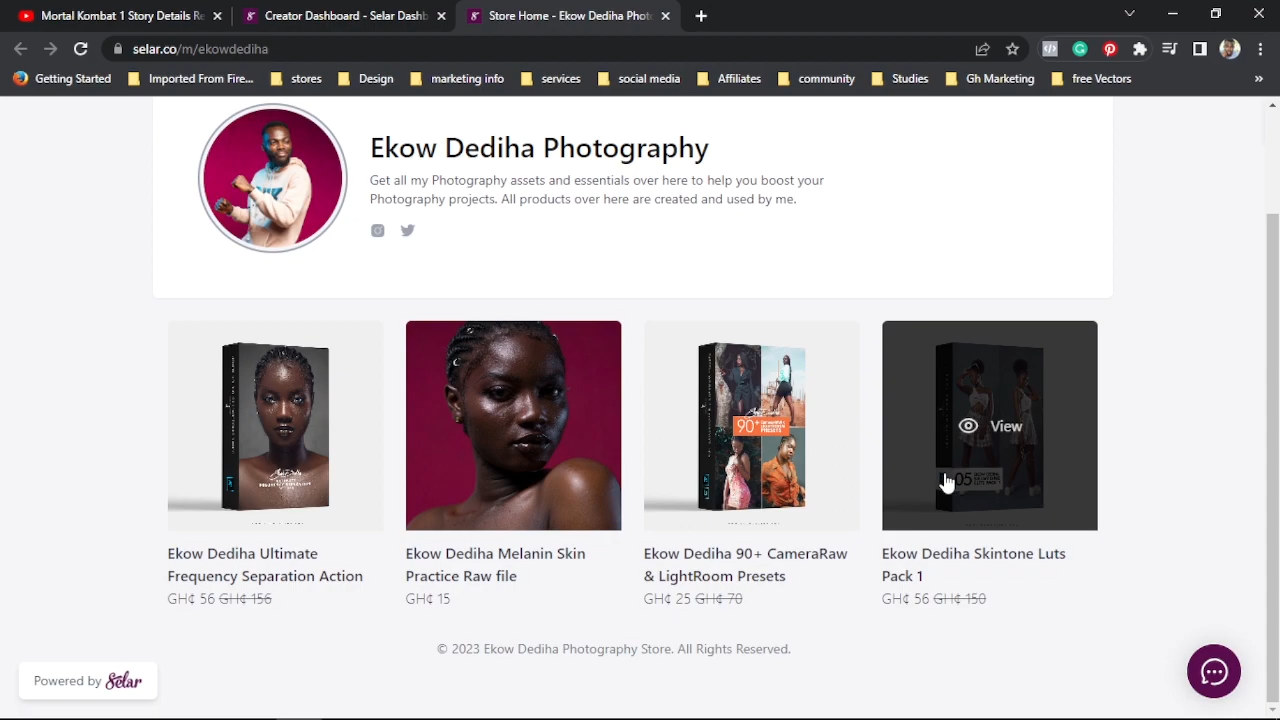 Mortal Kombat 1 Story Details Re
Creator Dashboard - Selar Dashb
Store Home - Ekow Dediha Photo
selar.co/m/ekowdediha
Getting Started
Imported From Fire...
stores
Design
marketing info
services
social media
Affiliates
community
Studies
Gh Marketing
free Vectors
»
Ekow Dediha Photography
Get all my Photography assets and essentials over here to help you boost your
Photography projects. All products over here are created and used by me.
90+
PRESETS
View
05
Ekow Dediha Ultimate
Frequency Separation Action
GH₵ 56 GH₵ 156
Ekow Dediha Melanin Skin
Practice Raw file
GH₵ 15
Ekow Dediha 90+ CameraRaw
& LightRoom Presets
GH₵ 25 GH₵ 70
Ekow Dediha Skintone Luts
Pack 1
GH₵ 56 GH₵ 150
© 2023 Ekow Dediha Photography Store. All Rights Reserved.
Powered by Selar